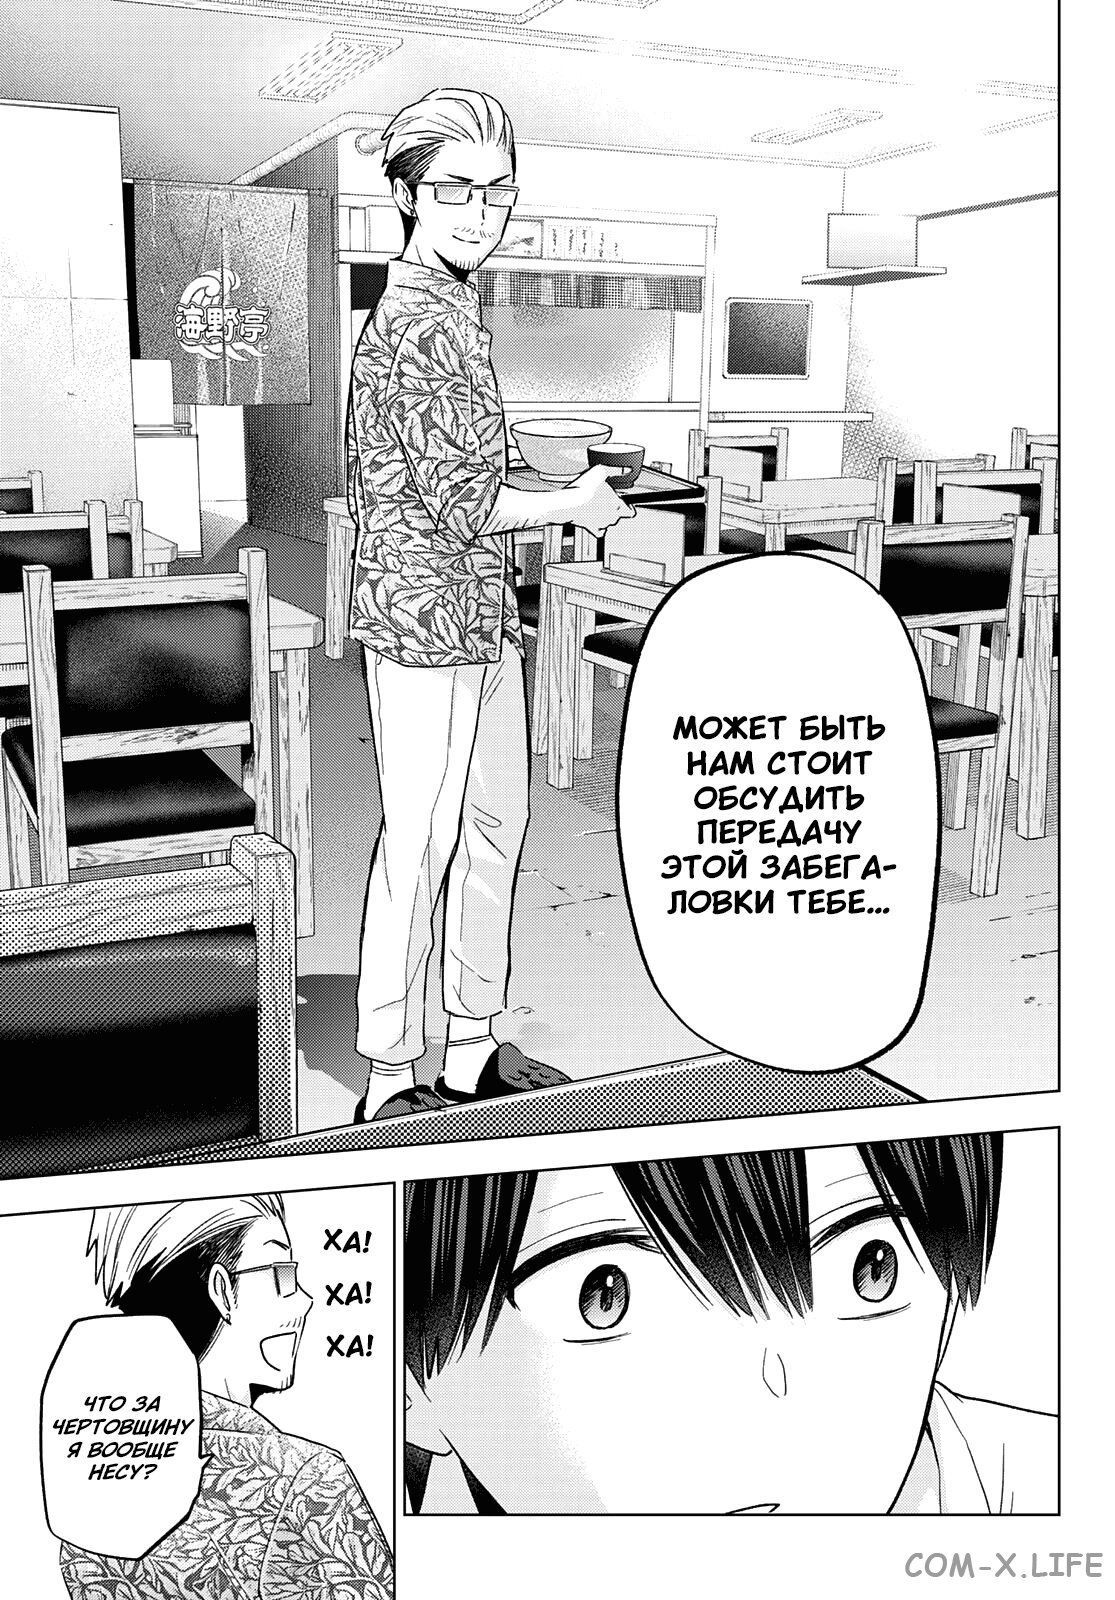 海野亭
МОЖЕТ БЫТЬ
НАМ СТОИТ
ОБСУДИТЬ
ПЕРЕДАЧУ
ЭТОЙ ЗАБЕГА-
ЛОВКИ ТЕБЕ...
ХА!
ХА!
ХА!
ЧТО ЗА
ЧЕРТОВЩИНУ
Я ВООБЩЕ
НЕСУ?
COM-X.LIFE